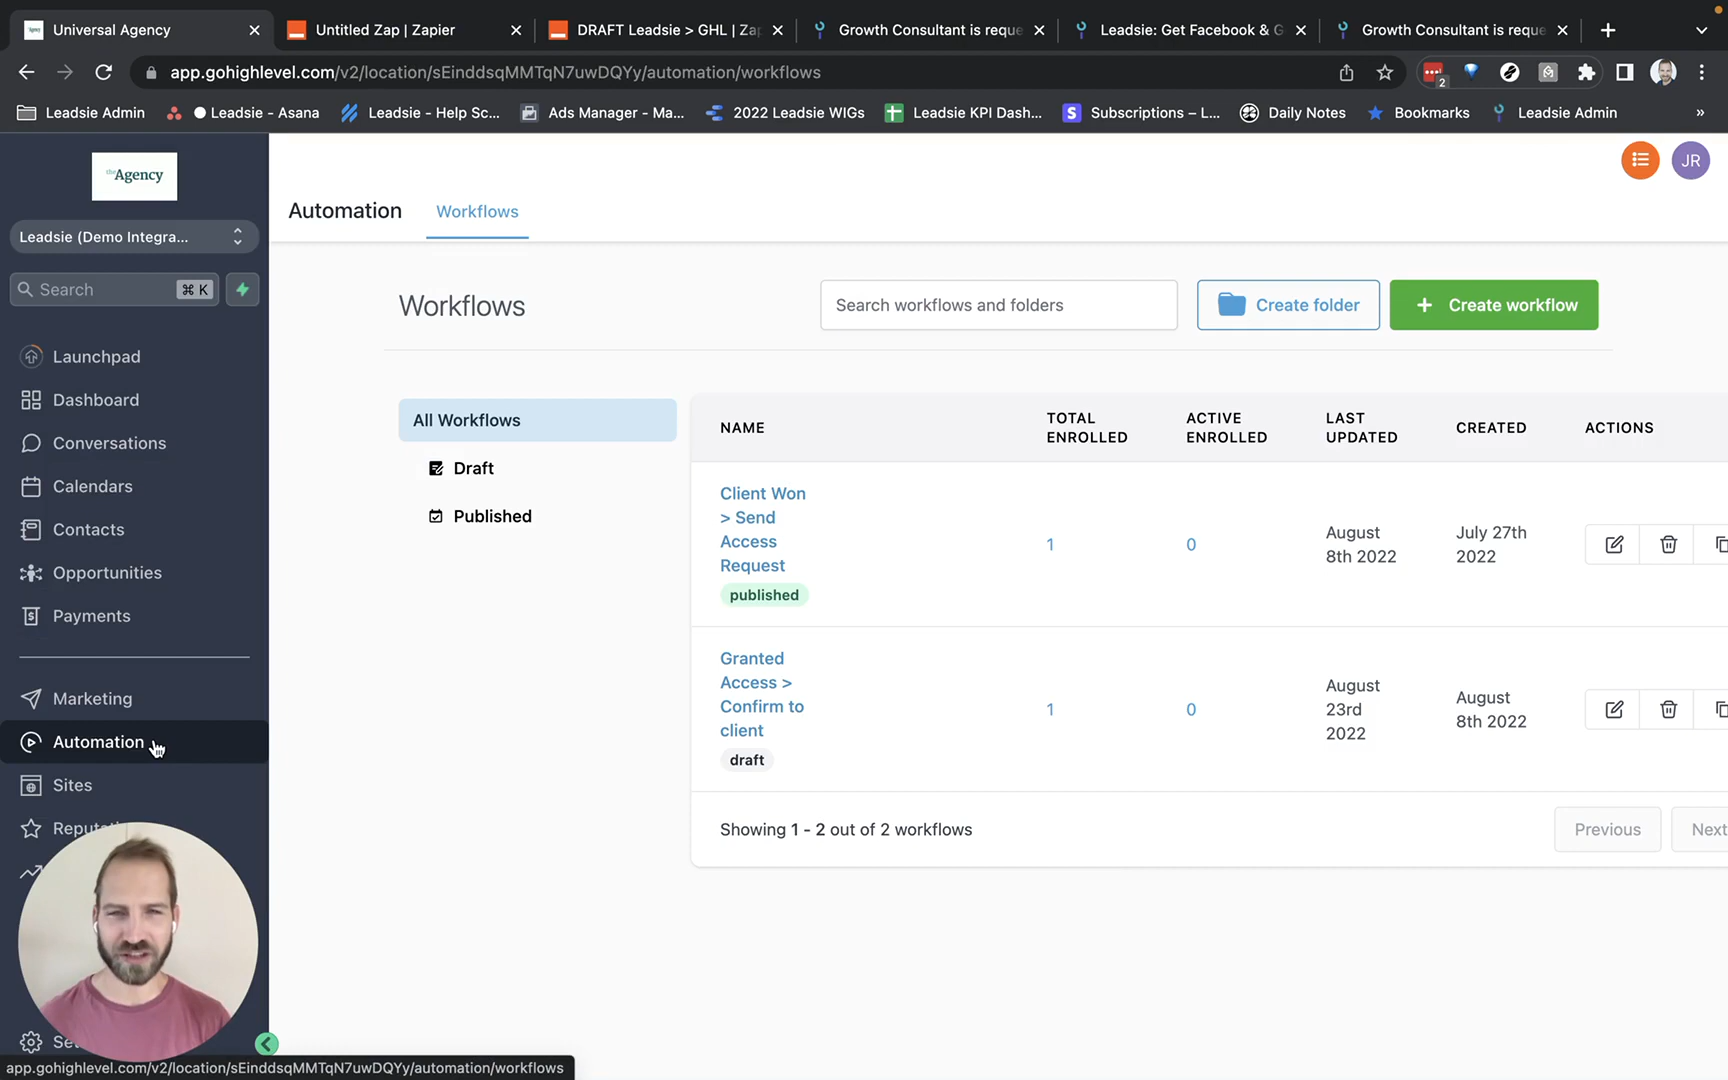 Universal Agency
Untitled Zap | Zapier
DRAFT Leadsie > GHL | Zap
Growth Consultant is reque
Leadsie: Get Facebook & G
Growth Consultant is reque
app.gohighlevel.com/v2/location/sEinddsqMMTqN7uwDQYy/automation/workflows
2
Leadsie Admin
Leadsie - Asana
Leadsie - Help Sc...
Ads Manager - Ma...
2022 Leadsie WIGs
Leadsie KPI Dash...
Subscriptions – L...
Daily Notes
Bookmarks
Leadsie Admin
»
the Agency
JR
Leadsie (Demo Integra...
Automation
Workflows
Search
⌘ K
Workflows
Search workflows and folders
Create folder
+ Create workflow
Launchpad
Dashboard
Conversations
Calendars
Contacts
Opportunities
Payments
Marketing
Automation
Sites
All Workflows
Draft
Published
NAME
TOTAL
ENROLLED
ACTIVE
ENROLLED
LAST
UPDATED
CREATED
ACTIONS
Client Won
> Send
Access
Request
published
1
0
August
8th 2022
July 27th
2022
Granted
Access >
Confirm to
client
draft
1
0
August
23rd
2022
August
8th 2022
Showing 1 - 2 out of 2 workflows
Previous
Next
app.gohighlevel.com/v2/location/sEinddsqMMTqN7uwDQYy/automation/workflows